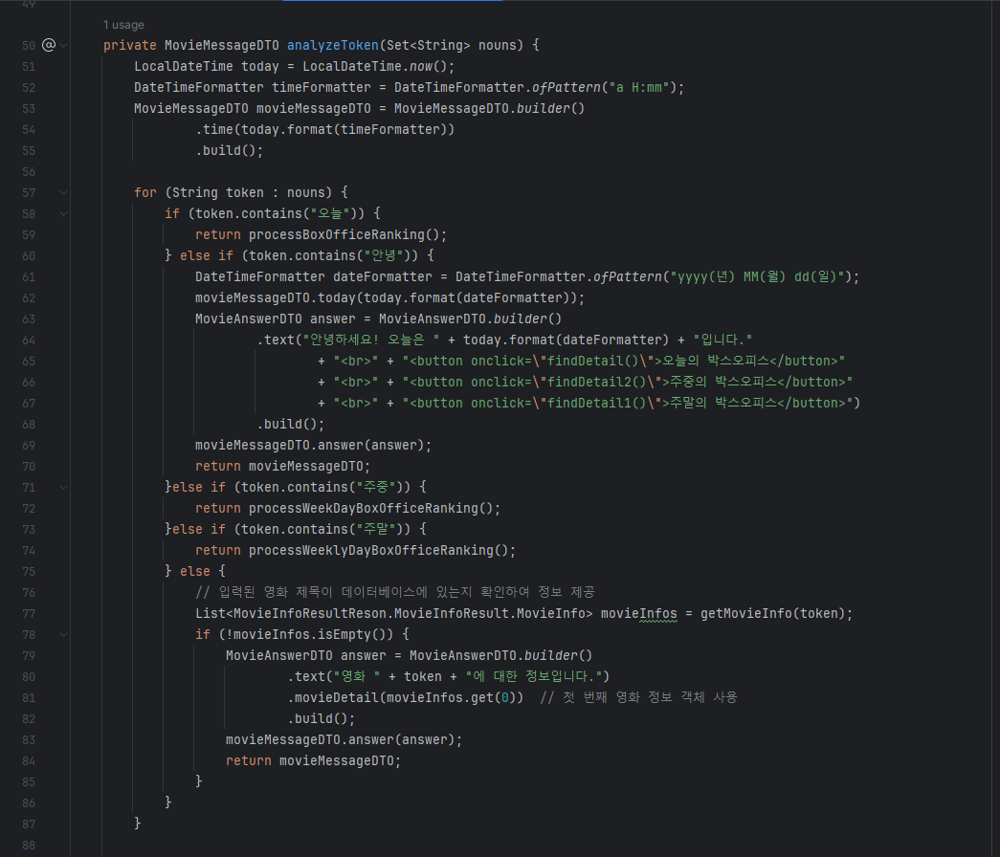 49
1 usage
50 @ private MovieMessageDTO analyzeToken(Set<String> nouns) {
51 LocalDateTime today = LocalDateTime.now();
52 DateTimeFormatter timeFormatter = DateTimeFormatter.ofPattern("a H:mm");
53 MovieMessageDTO movieMessageDTO = MovieMessageDTO.builder()
54 .time(today.format(timeFormatter))
55 .build();
56
57 for (String token : nouns) {
58 if (token.contains("오늘")) {
59 return processBoxOfficeRanking();
60 } else if (token.contains("안녕")) {
61 DateTimeFormatter dateFormatter = DateTimeFormatter.ofPattern("yyyy(년) MM(월) dd(일)");
62 movieMessageDTO.today(today.format(dateFormatter));
63 MovieAnswerDTO answer = MovieAnswerDTO.builder()
64 .text("안녕하세요! 오늘은 " + today.format(dateFormatter) + "입니다."
65 + "<br>" + "<button onclick=\"findDetail()\">오늘의 박스오피스</button>"
66 + "<br>" + "<button onclick=\"findDetail2()\">주중의 박스오피스</button>"
67 + "<br>" + "<button onclick=\"findDetail1()\">주말의 박스오피스</button>")
68 .build();
69 movieMessageDTO.answer(answer);
70 return movieMessageDTO;
71 }else if (token.contains("주중")) {
72 return processWeekDayBoxOfficeRanking();
73 }else if (token.contains("주말")) {
74 return processWeeklyDayBoxOfficeRanking();
75 } else {
76 // 입력된 영화 제목이 데이터베이스에 있는지 확인하여 정보 제공
77 List<MovieInfoResultReson.MovieInfoResult.MovieInfo> movieInfos = getMovieInfo(token);
78 if (!movieInfos.isEmpty()) {
79 MovieAnswerDTO answer = MovieAnswerDTO.builder()
80 .text("영화 " + token + "에 대한 정보입니다.")
81 .movieDetail(movieInfos.get(0)) // 첫 번째 영화 정보 객체 사용
82 .build();
83 movieMessageDTO.answer(answer);
84 return movieMessageDTO;
85 }
86 }
87 }
88